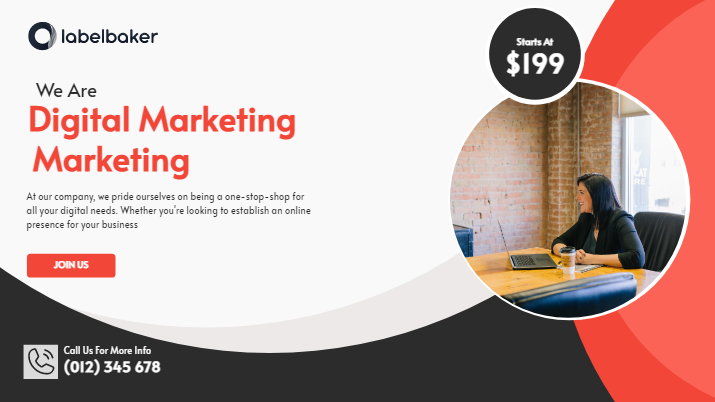 labelbaker
Starts At
$199
We Are
Digital Marketing
Marketing
At our company, we pride ourselves on being a one-stop-shop for
all your digital needs. Whether you're looking to establish an online
presence for your business
JOIN US
Call Us For More Info
(012) 345 678